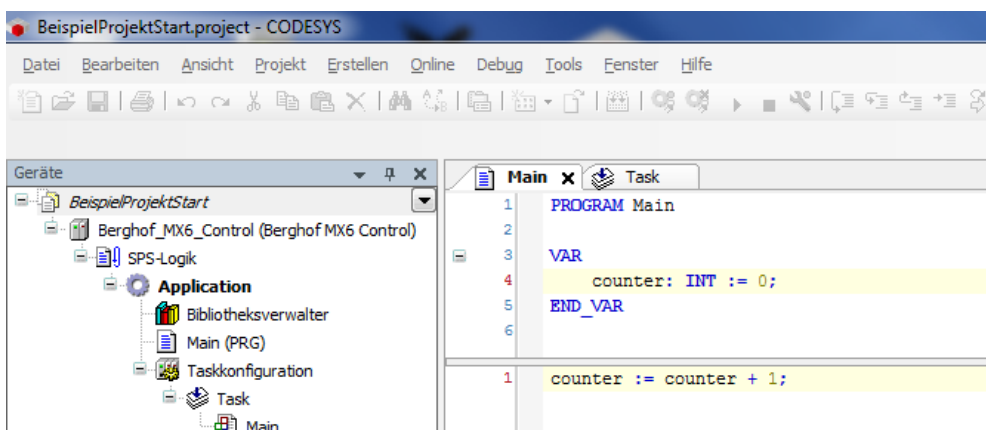 BeispielProjektStart.project - CODESYS
Datei Bearbeiten Ansicht Projekt Erstellen Online Debug Tools Fenster Hilfe
Geräte
BeispielProjektStart
Berghof_MX6_Control (Berghof MX6 Control)
SPS-Logik
Application
Bibliotheksverwalter
Main (PRG)
Taskkonfiguration
Task
Main
Main Task
1 PROGRAM Main
2
3 VAR
4 counter: INT := 0;
5 END_VAR
6
1 counter := counter + 1;